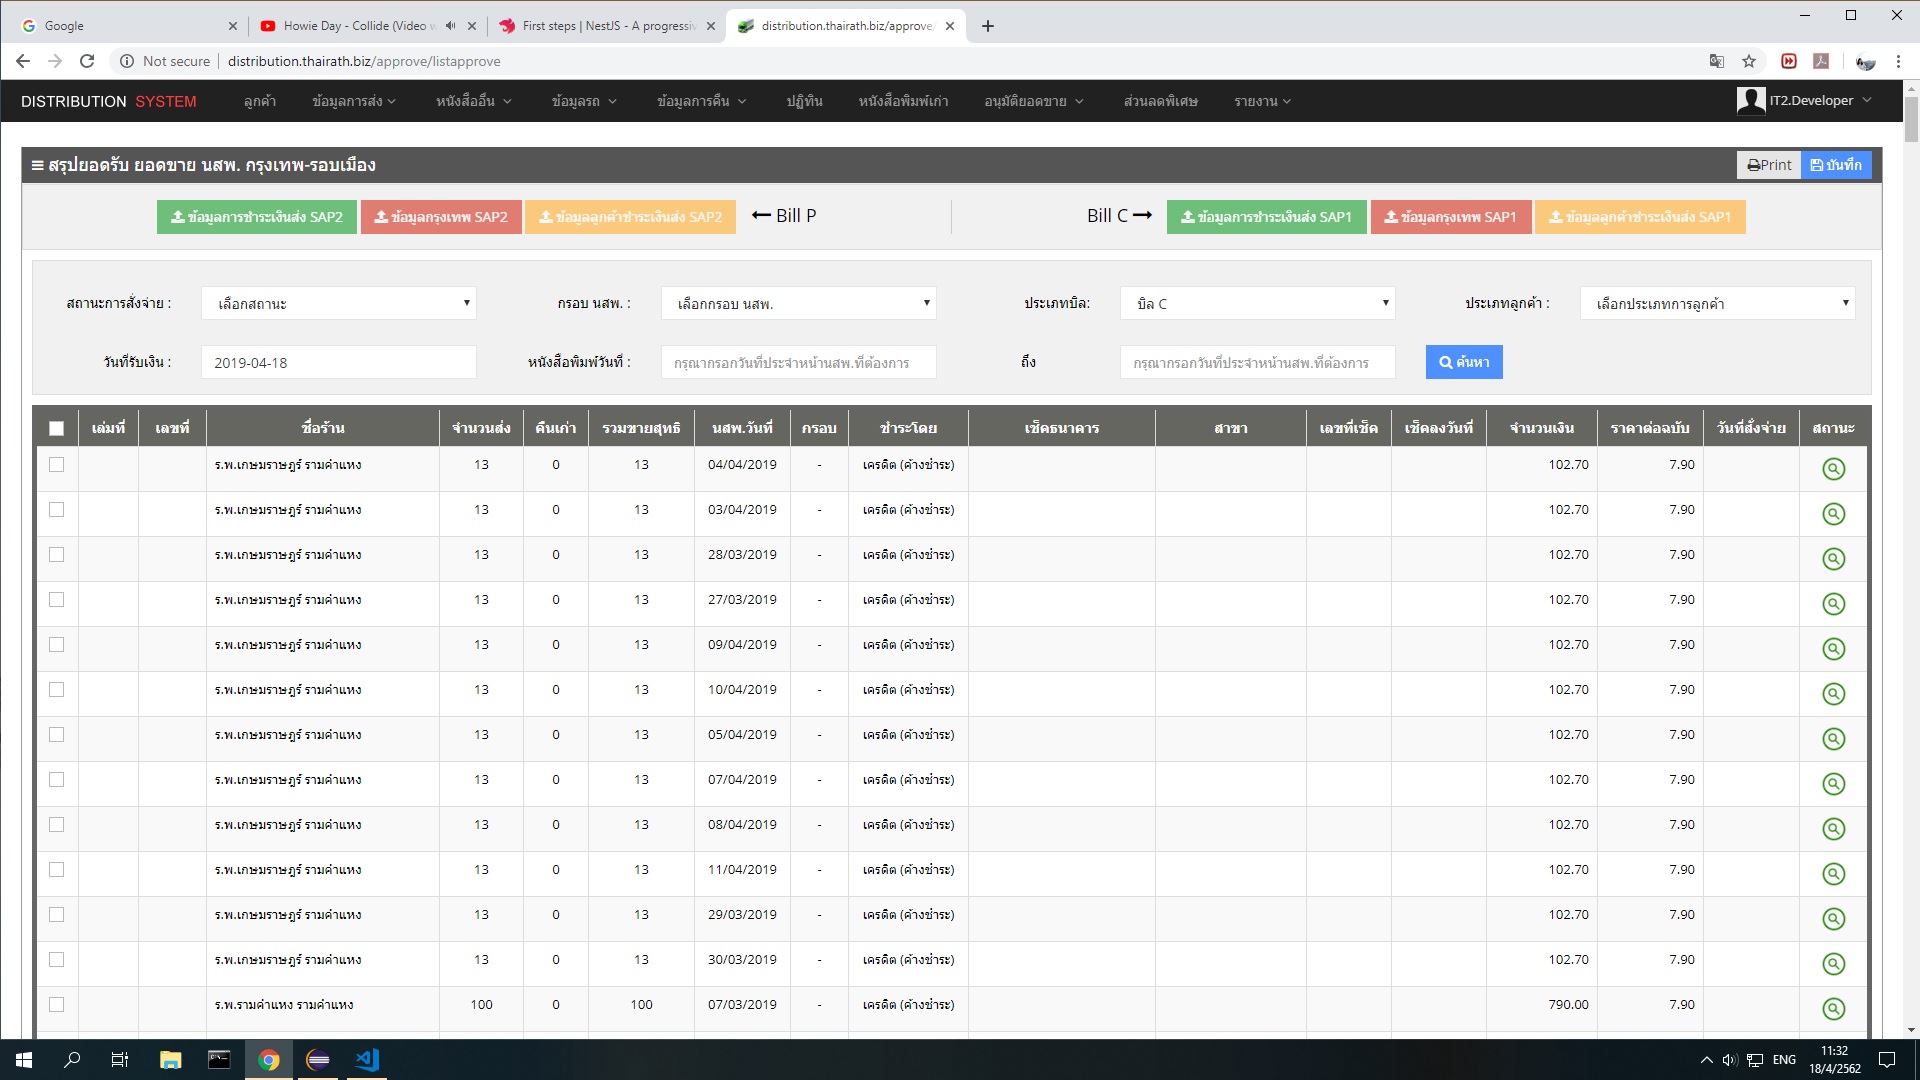 Google
Howie Day - Collide (Video w
First steps | NestJS - A progressiv
distribution.thairath.biz/approve/
Not secure
distribution.thairath.biz/approve/listapprove
DISTRIBUTION SYSTEM
ลูกค้า
ข้อมูลการส่ง
หนังสืออื่น
ข้อมูลรถ
ข้อมูลการคืน
ปฏิทิน
หนังสือพิมพ์เก่า
อนุมัติยอดขาย
ส่วนลดพิเศษ
รายงาน
IT2.Developer
สรุปยอดรับ ยอดขาย นสพ. กรุงเทพ-รอบเมือง
Print
บันทึก
ข้อมูลการชำระเงินส่ง SAP2
ข้อมูลกรุงเทพ SAP2
ข้อมูลลูกค้าชำระเงินส่ง SAP2
Bill P
Bill C
ข้อมูลการชำระเงินส่ง SAP1
ข้อมูลกรุงเทพ SAP1
ข้อมูลลูกค้าชำระเงินส่ง SAP1
สถานะการสั่งจ่าย : เลือกสถานะ
กรอบ นสพ. : เลือกกรอบ นสพ.
ประเภทบิล: บิล C
ประเภทลูกค้า : เลือกประเภทการลูกค้า
วันที่รับเงิน : 2019-04-18
หนังสือพิมพ์วันที่ : กรุณากรอกวันที่ประจำหน้านสพ.ที่ต้องการ
ถึง กรุณากรอกวันที่ประจำหน้านสพ.ที่ต้องการ
ค้นหา
เล่มที่ เลขที่ ชื่อร้าน จำนวนส่ง คืนเก่า รวมขายสุทธิ นสพ.วันที่ กรอบ ชำระโดย เช็คธนาคาร สาขา เลขที่เช็ค เช็คลงวันที่ จำนวนเงิน ราคาต่อฉบับ วันที่สั่งจ่าย สถานะ
ร.พ.เกษมราษฎร์ รามคำแหง 13 0 13 04/04/2019 - เครดิต (ค้างชำระ) 102.70 7.90
ร.พ.เกษมราษฎร์ รามคำแหง 13 0 13 03/04/2019 - เครดิต (ค้างชำระ) 102.70 7.90
ร.พ.เกษมราษฎร์ รามคำแหง 13 0 13 28/03/2019 - เครดิต (ค้างชำระ) 102.70 7.90
ร.พ.เกษมราษฎร์ รามคำแหง 13 0 13 27/03/2019 - เครดิต (ค้างชำระ) 102.70 7.90
ร.พ.เกษมราษฎร์ รามคำแหง 13 0 13 09/04/2019 - เครดิต (ค้างชำระ) 102.70 7.90
ร.พ.เกษมราษฎร์ รามคำแหง 13 0 13 10/04/2019 - เครดิต (ค้างชำระ) 102.70 7.90
ร.พ.เกษมราษฎร์ รามคำแหง 13 0 13 05/04/2019 - เครดิต (ค้างชำระ) 102.70 7.90
ร.พ.เกษมราษฎร์ รามคำแหง 13 0 13 07/04/2019 - เครดิต (ค้างชำระ) 102.70 7.90
ร.พ.เกษมราษฎร์ รามคำแหง 13 0 13 08/04/2019 - เครดิต (ค้างชำระ) 102.70 7.90
ร.พ.เกษมราษฎร์ รามคำแหง 13 0 13 11/04/2019 - เครดิต (ค้างชำระ) 102.70 7.90
ร.พ.เกษมราษฎร์ รามคำแหง 13 0 13 29/03/2019 - เครดิต (ค้างชำระ) 102.70 7.90
ร.พ.เกษมราษฎร์ รามคำแหง 13 0 13 30/03/2019 - เครดิต (ค้างชำระ) 102.70 7.90
ร.พ.รามคำแหง รามคำแหง 100 0 100 07/03/2019 - เครดิต (ค้างชำระ) 790.00 7.90
ENG
11:32
18/4/2562